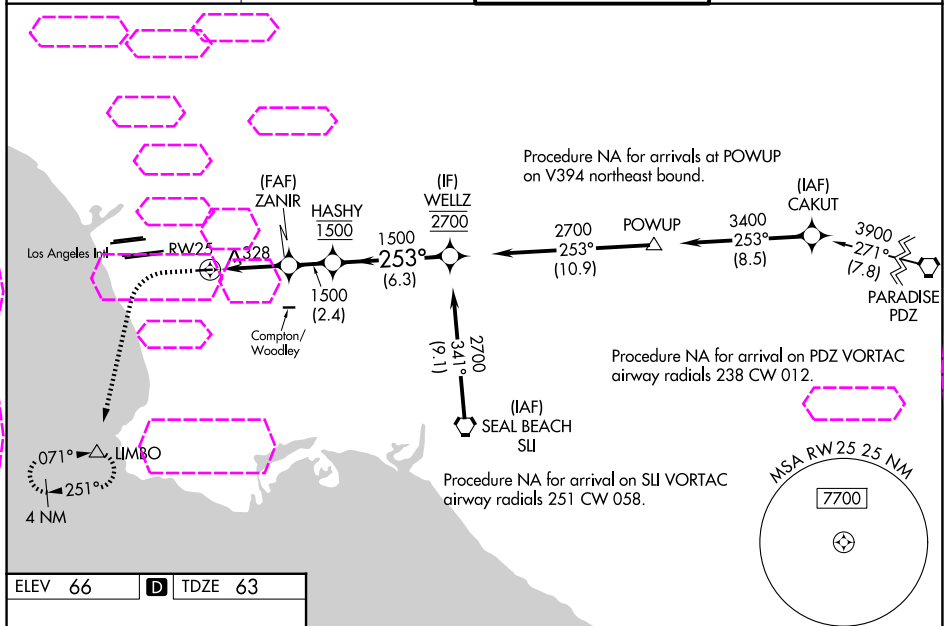 Procedure NA for arrivals at POWUP
on V394 northeast bound.
(FAF)
ZANIR
HASHY
1500
(IF)
WELLZ
2700
(IAF)
CAKUT
Los Angeles Intl
RW25
328
1500
253°
(6.3)
2700
253°
(10.9)
POWUP
3400
253°
(8.5)
3900
271°
(7.8)
PARADISE
PDZ
1500
(2.4)
Compton/
Woodley
2700
341°
(9.1)
Procedure NA for arrival on PDZ VORTAC
airway radials 238 CW 012.
(IAF)
SEAL BEACH
SLI
071°
LIMBO
251°
4 NM
Procedure NA for arrival on SLI VORTAC
airway radials 251 CW 058.
MSA RW25 25 NM
7700
ELEV 66
D
TDZE 63